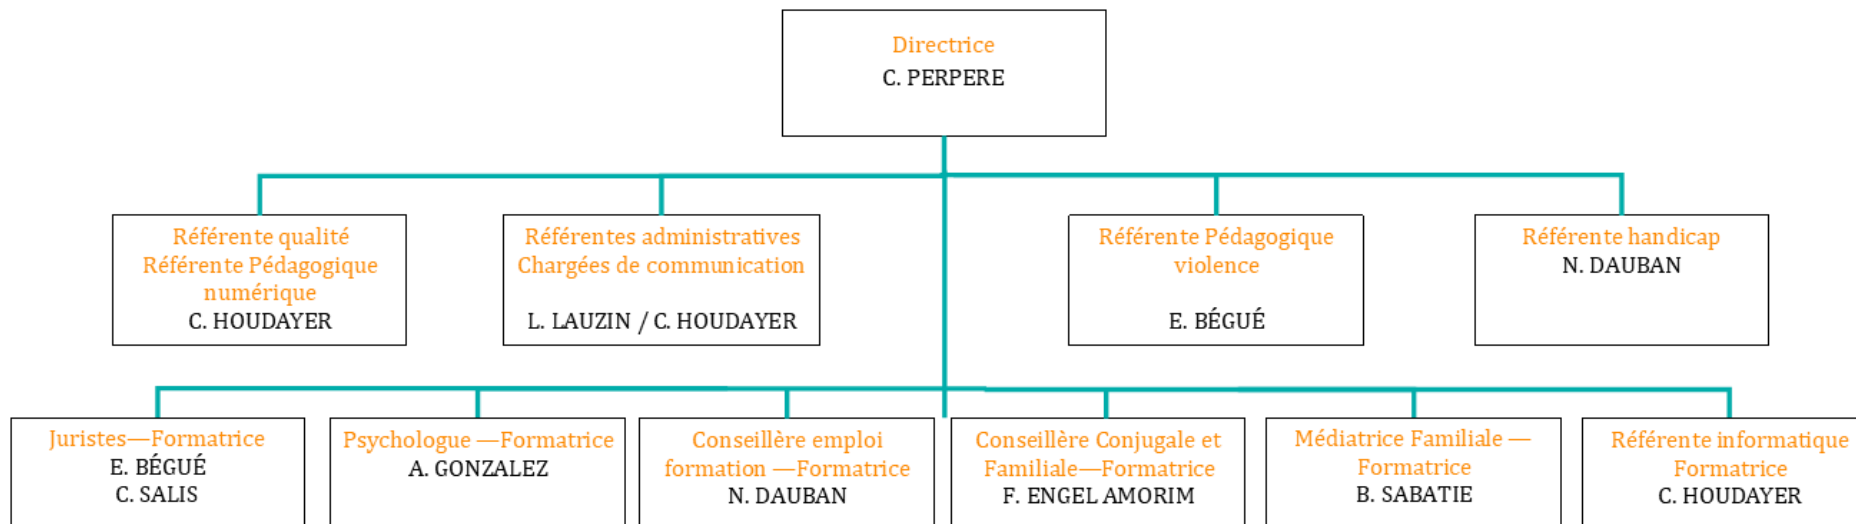 Directrice
C. PERPERE
Référente qualité
Référente Pédagogique
numérique
C. HOUDAYER
Référentes administratives
Chargées de communication
L. LAUZIN / C. HOUDAYER
Référente Pédagogique
violence
E. BÉGUÉ
Référente handicap
N. DAUBAN
Juristes—Formatrice
E. BÉGUÉ
C. SALIS
Psychologue —Formatrice
A. GONZALEZ
Conseillère emploi
formation —Formatrice
N. DAUBAN
Conseillère Conjugale et
Familiale—Formatrice
F. ENGEL AMORIM
Médiatrice Familiale —
Formatrice
B. SABATIE
Référente informatique
Formatrice
C. HOUDAYER